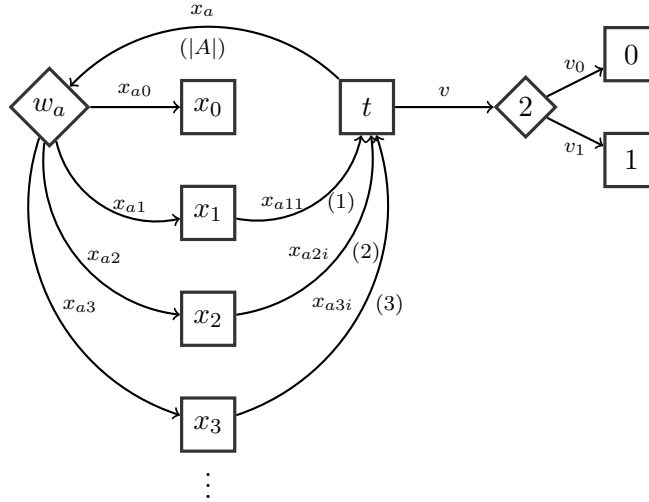 x_a
(|A|)
0
w_a
x_{a0}
x_0
t
v
2
v_0
v_1
1
x_{a1}
x_1
x_{a11}
(1)
x_{a2}
x_{a2i}
(2)
x_{a3}
x_2
x_{a3i}
(3)
x_3
⋮